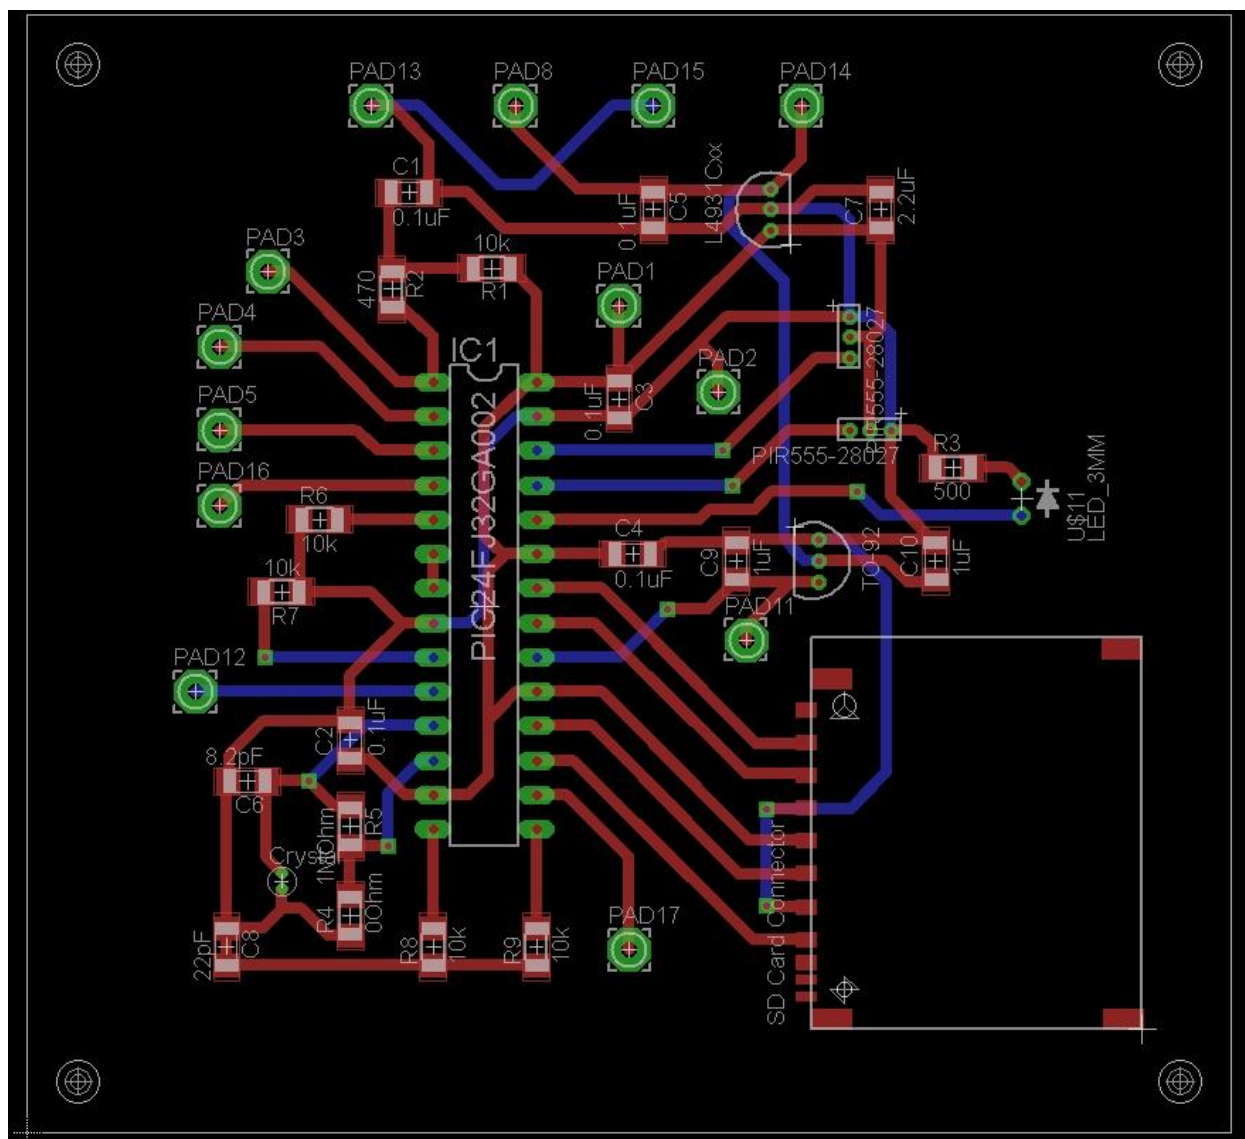 PAD13
PAD8
PAD15
PAD14
C1
0.1uF
0.1uF
C5
L4931Cxx
C7
2.2uF
PAD3
10k
R1
470
R2
PAD1
PAD4
IC1
PIC24FJ32GA002
PAD2
0.1uF
C3
PIR555-28027
PAD5
PIR555-28027
R3
500
U$11
LED_3MM
PAD16
R6
10k
C4
0.1uF
C9
1uF
TO-92
C10
1uF
10k
R7
PAD11
PAD12
C2
0.1uF
8.2pF
C6
1MOhm
R5
Crystal
R4
0Ohm
SD Card Connector
22pF
C8
R8
10k
R9
10k
PAD17